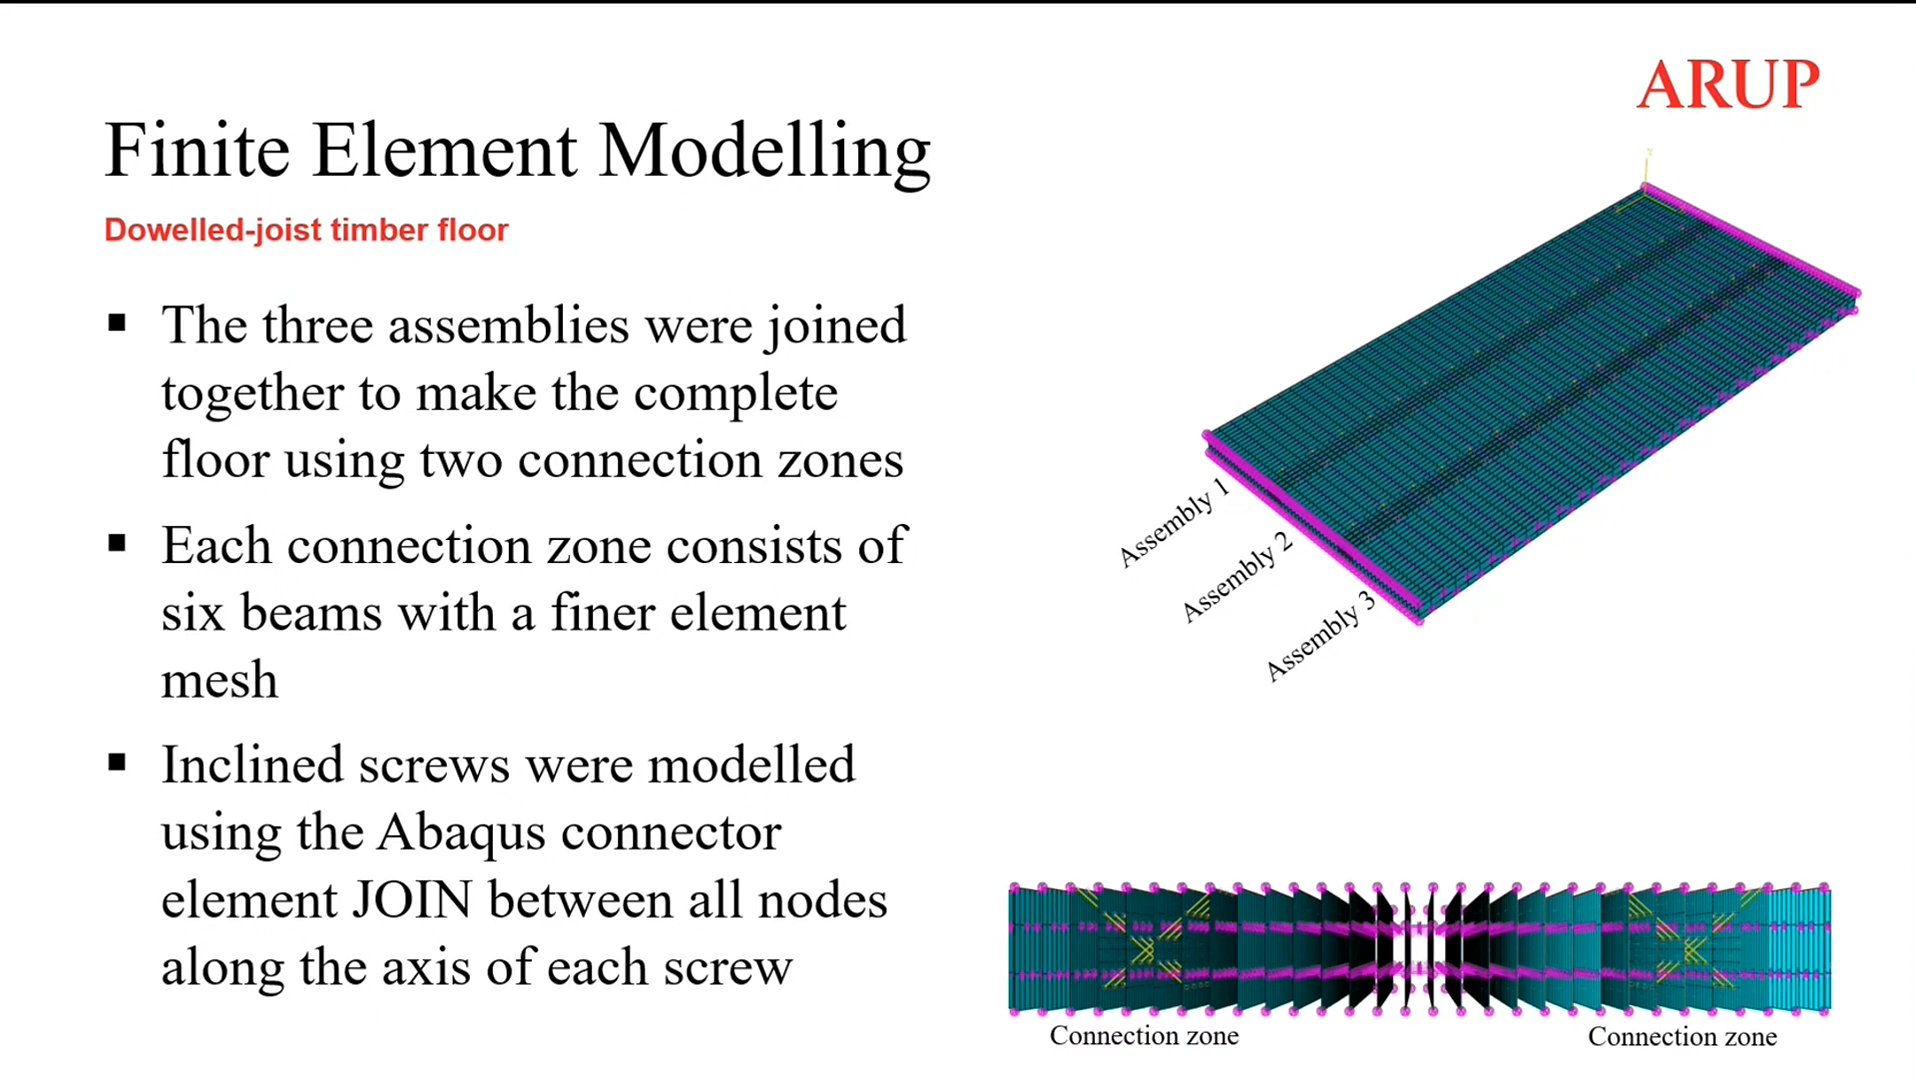 ARUP
Finite Element Modelling
Dowelled-joist timber floor
▪ The three assemblies were joined
together to make the complete
floor using two connection zones
▪ Each connection zone consists of
six beams with a finer element
mesh
▪ Inclined screws were modelled
using the Abaqus connector
element JOIN between all nodes
along the axis of each screw
Y
Assembly 1
Assembly 2
Assembly 3
Connection zone
Connection zone